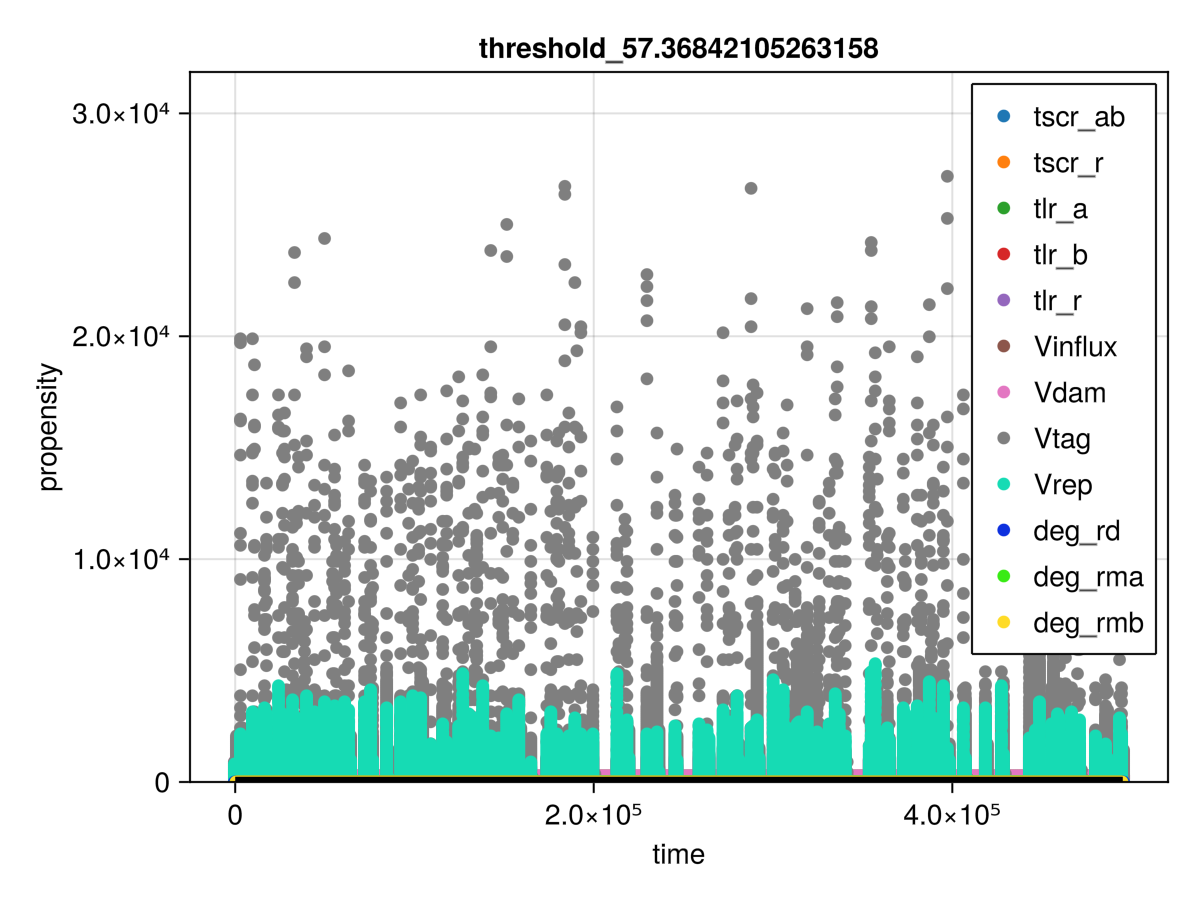 threshold_57.36842105263158
3.0×10⁴
2.0×10⁴
1.0×10⁴
0
propensity
0
2.0×10⁵
4.0×10⁵
time
tscr_ab
tscr_r
tlr_a
tlr_b
tlr_r
Vinflux
Vdam
Vtag
Vrep
deg_rd
deg_rma
deg_rmb